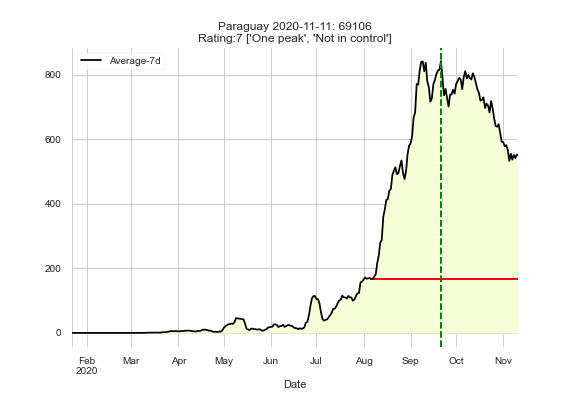 Paraguay 2020-11-11: 69106
Rating:7 ['One peak', 'Not in control']
Average-7d
800
600
400
200
0
Feb Mar Apr May Jun Jul Aug Sep Oct Nov
2020
Date